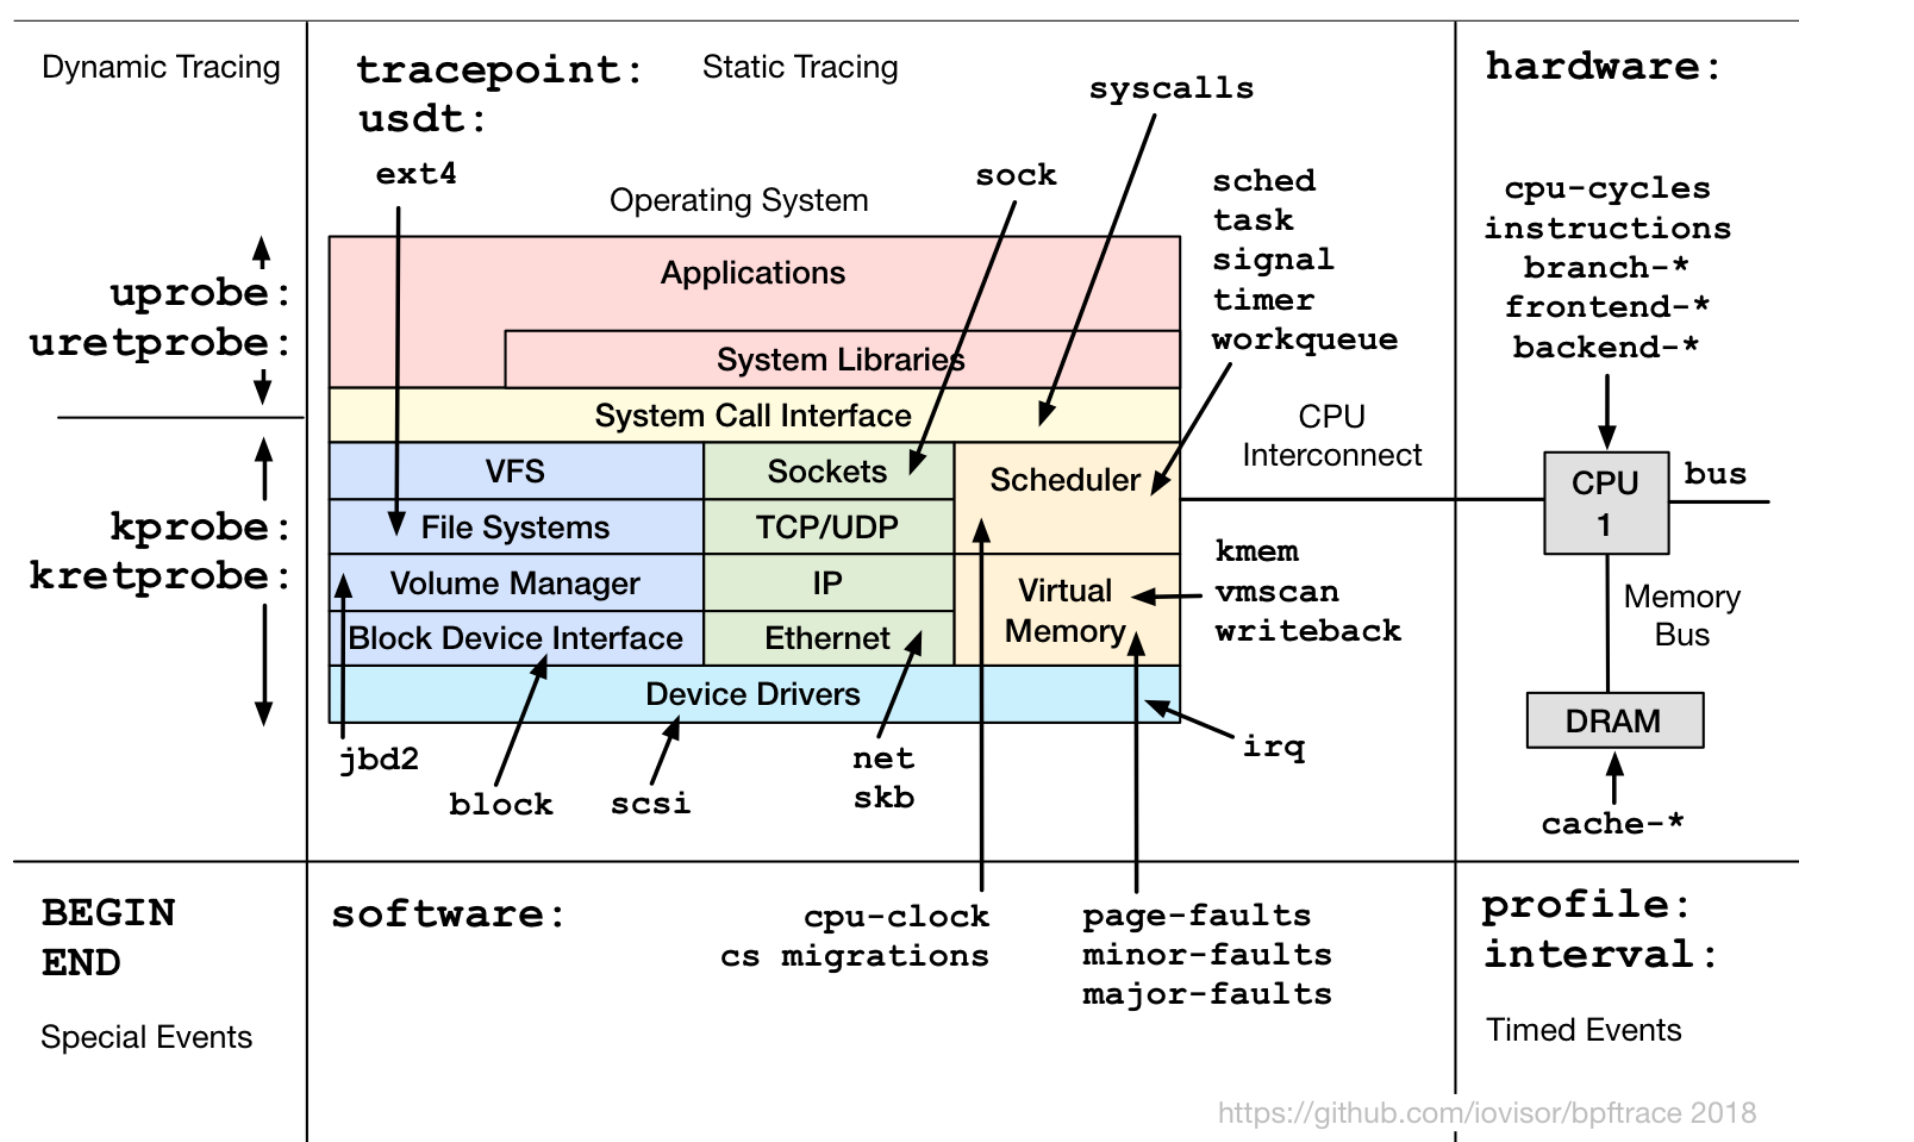 Dynamic Tracing
tracepoint:
Static Tracing
usdt:
syscalls
hardware:
ext4
Operating System
sock
sched
task
signal
timer
workqueue
cpu-cycles
instructions
branch-*
frontend-*
backend-*
uprobe:
uretprobe:
kprobe:
kretprobe:
Applications
System Libraries
System Call Interface
VFS
File Systems
Volume Manager
Block Device Interface
Sockets
TCP/UDP
IP
Ethernet
Scheduler
Virtual
Memory
Device Drivers
CPU
Interconnect
CPU
1
bus
kmem
vmscan
writeback
Memory
Bus
DRAM
cache-*
jbd2
block
scsi
net
skb
irq
BEGIN
END
Special Events
software:
cpu-clock
cs migrations
page-faults
minor-faults
major-faults
profile:
interval:
Timed Events
https://github.com/iovisor/bpftrace 2018